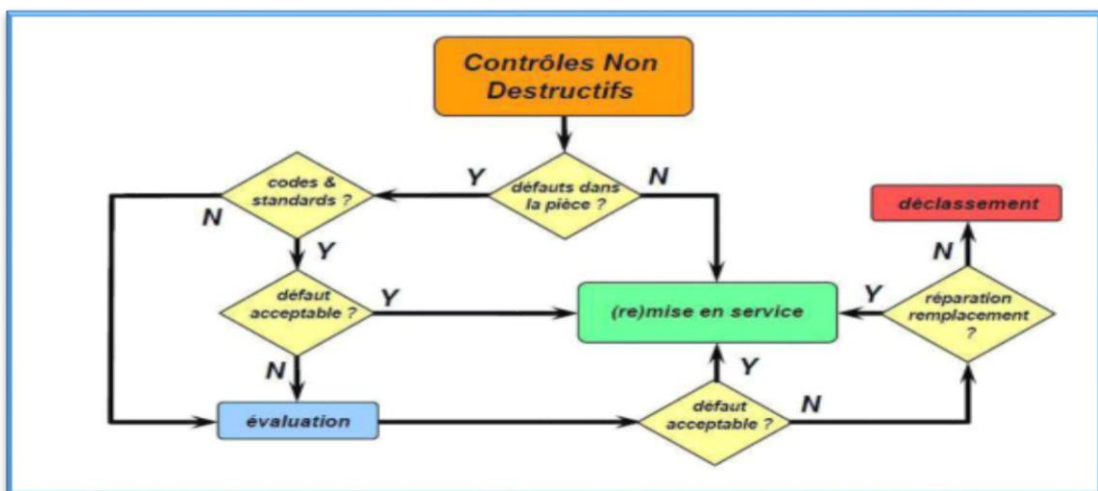 Contrôles Non
Destructifs
codes &
standards ?
Y
défauts dans
la pièce ?
N
déclassement
N
Y
N
défaut
acceptable ?
Y
(re)mise en service
Y
réparation
remplacement
?
N
Y
évaluation
défaut
acceptable ?
N